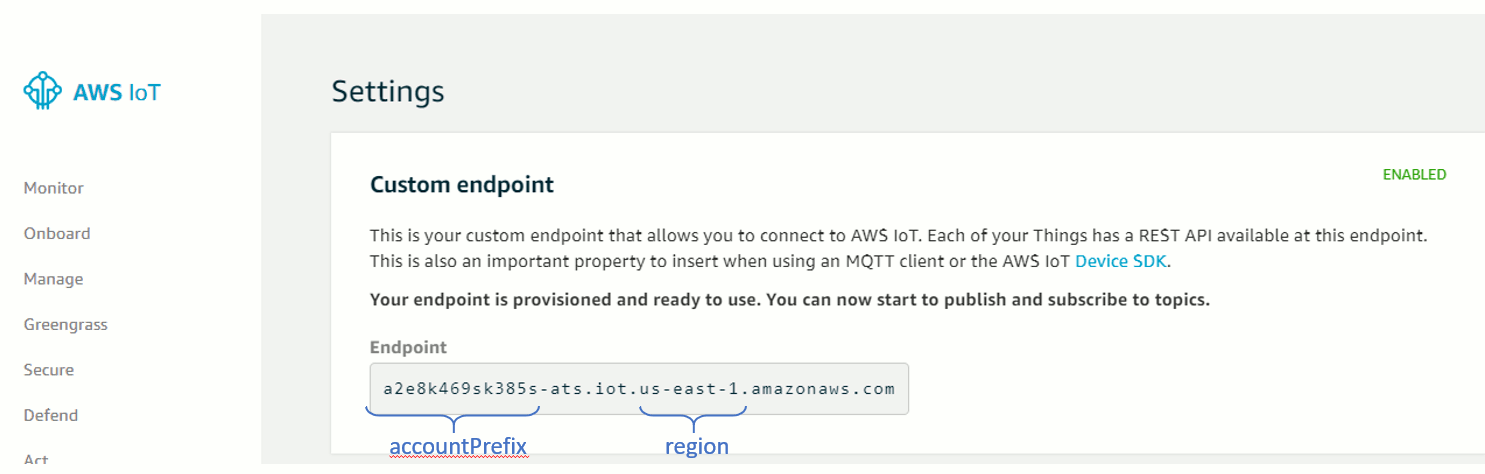 AWS IoT
Monitor
Onboard
Manage
Greengrass
Secure
Defend
Act
Settings
Custom endpoint
ENABLED
This is your custom endpoint that allows you to connect to AWS IoT. Each of your Things has a REST API available at this endpoint.
This is also an important property to insert when using an MQTT client or the AWS IoT Device SDK.
Your endpoint is provisioned and ready to use. You can now start to publish and subscribe to topics.
Endpoint
a2e8k469sk385s-ats.iot.us-east-1.amazonaws.com
accountPrefix
region